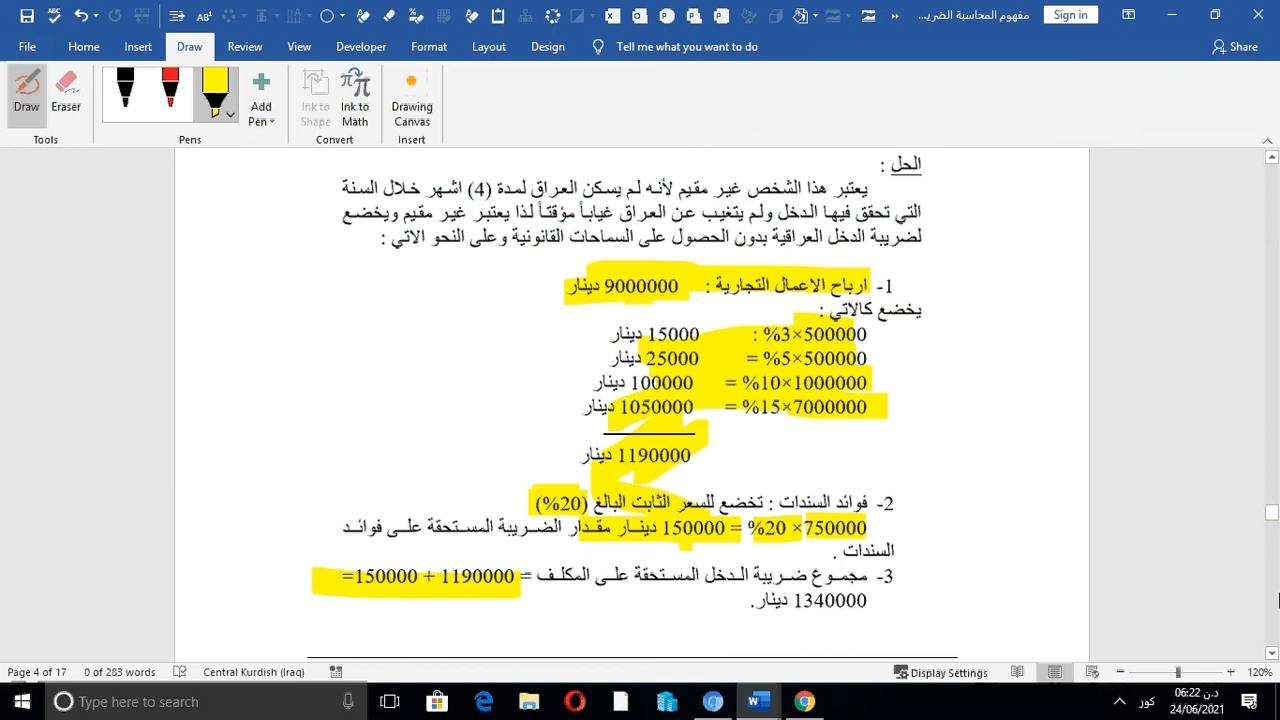 مفهوم المحاسبة الضريـ...
Sign in
File Home Insert Draw Review View Developer Format Layout Design Tell me what you want to do Share
Draw Eraser Add Pen Ink to Shape Ink to Math Drawing Canvas
Tools Pens Convert Insert
الحل :
يعتبر هذا الشخص غير مقيم لأنه لم يسكن العراق لمدة (4) اشهر خلال السنة
التي تحقق فيها الدخل ولم يتغيب عن العراق غياباً مؤقتاً لذا يعتبر غير مقيم ويخضع
لضريبة الدخل العراقية بدون الحصول على السماحات القانونية وعلى النحو الاتي :
1- ارباح الاعمال التجارية : 9000000 دينار
يخضع كالاتي :
500000×3% : 15000 دينار
500000×5% = 25000 دينار
1000000×10% = 100000 دينار
7000000×15% = 1050000 دينار
1190000 دينار
2- فوائد السندات : تخضع للسعر الثابت البالغ (20%)
750000× 20% = 150000 دينار مقدار الضريبة المستحقة على فوائد
السندات .
3- مجموع ضريبة الدخل المستحقة على المكلف = 1190000 + 150000=
1340000 دينار.
Page 4 of 17 0 of 283 words Central Kurdish (Iraq) Display Settings 120%
Type here to search
06:22 د.ن
كور
24/06/2021